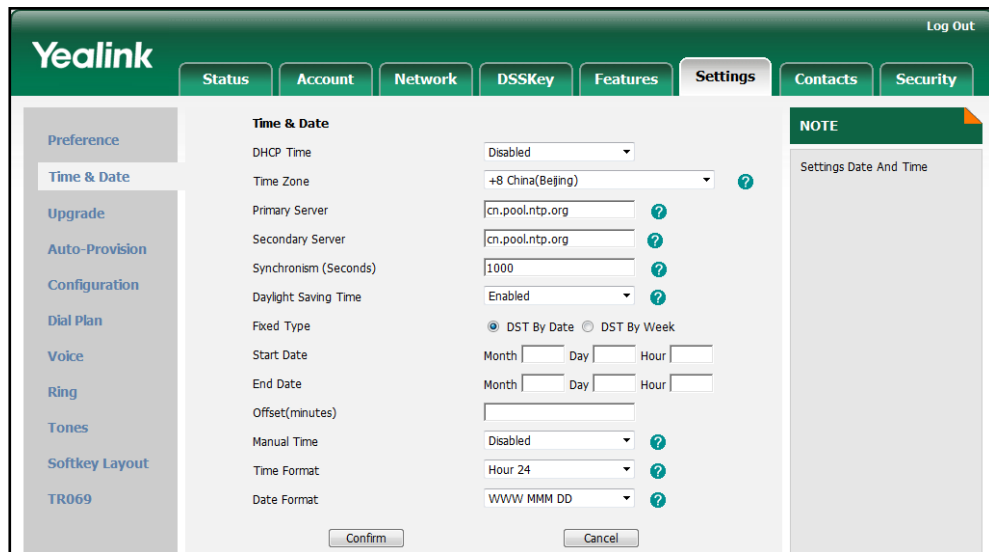 Log Out
Yealink
Status Account Network DSSKey Features Settings Contacts Security
Preference
Time & Date
Upgrade
Auto-Provision
Configuration
Dial Plan
Voice
Ring
Tones
Softkey Layout
TR069
Time & Date
DHCP Time Disabled
Time Zone +8 China(Beijing) ?
Primary Server cn.pool.ntp.org ?
Secondary Server cn.pool.ntp.org ?
Synchronism (Seconds) 1000 ?
Daylight Saving Time Enabled ?
Fixed Type DST By Date DST By Week
Start Date Month Day Hour
End Date Month Day Hour
Offset(minutes)
Manual Time Disabled ?
Time Format Hour 24 ?
Date Format WWW MMM DD ?
Confirm Cancel
NOTE
Settings Date And Time